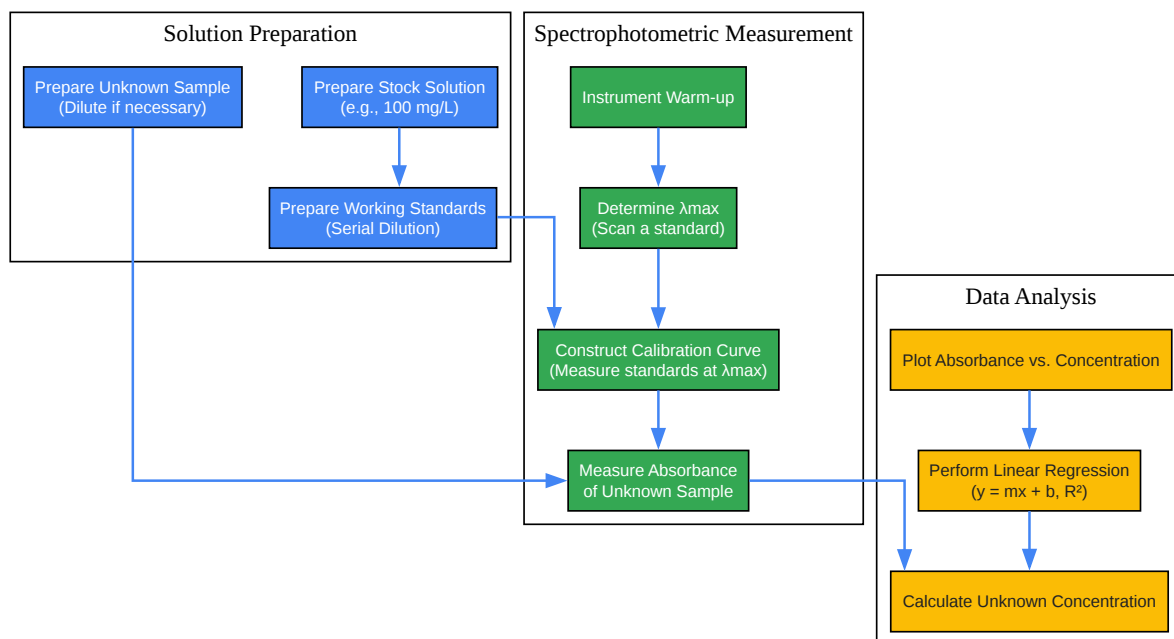 Solution Preparation
Prepare Unknown Sample
(Dilute if necessary)
Prepare Stock Solution
(e.g., 100 mg/L)
Prepare Working Standards
(Serial Dilution)
Spectrophotometric Measurement
Instrument Warm-up
Determine λmax
(Scan a standard)
Construct Calibration Curve
(Measure standards at λmax)
Measure Absorbance
of Unknown Sample
Data Analysis
Plot Absorbance vs. Concentration
Perform Linear Regression
(y = mx + b, R²)
Calculate Unknown Concentration